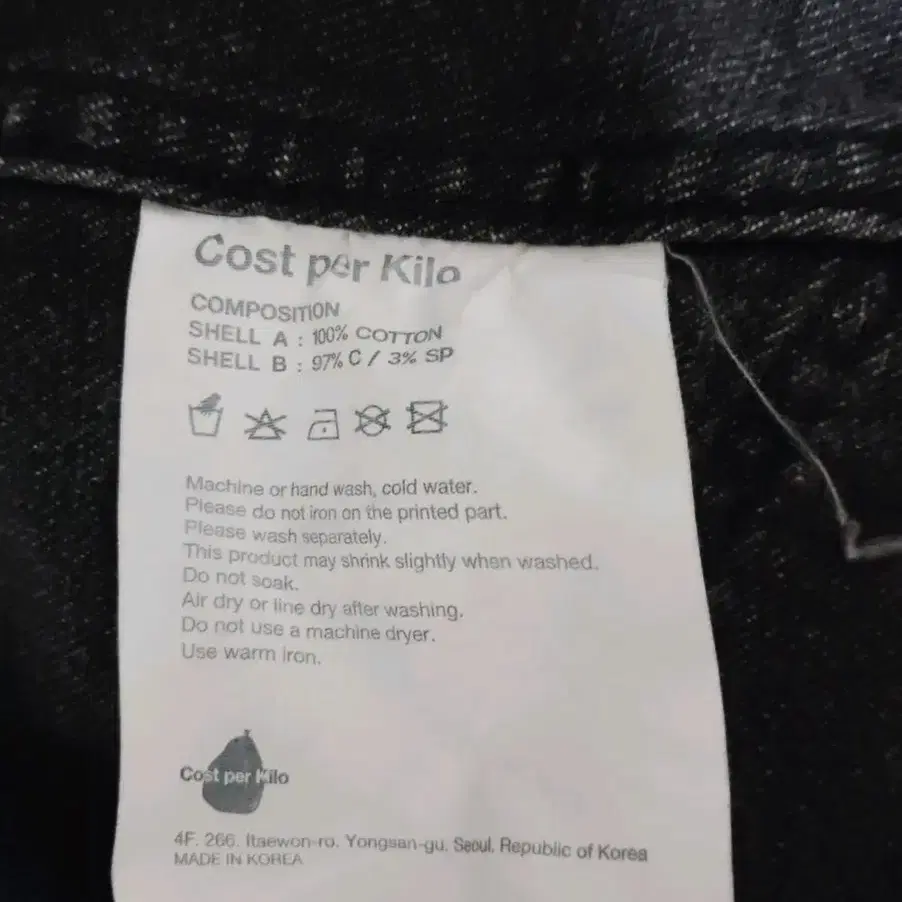 Cost per Kilo
COMPOSITION
SHELL A : 100% COTTON
SHELL B : 97% C / 3% SP
Machine or hand wash, cold water.
Please do not iron on the printed part.
Please wash separately.
This product may shrink slightly when washed.
Do not soak.
Air dry or line dry after washing.
Do not use a machine dryer.
Use warm iron.
Cost per Kilo
4F. 266. Itaewon-ro. Yongsan-gu. Seoul. Republic of Korea
MADE IN KOREA